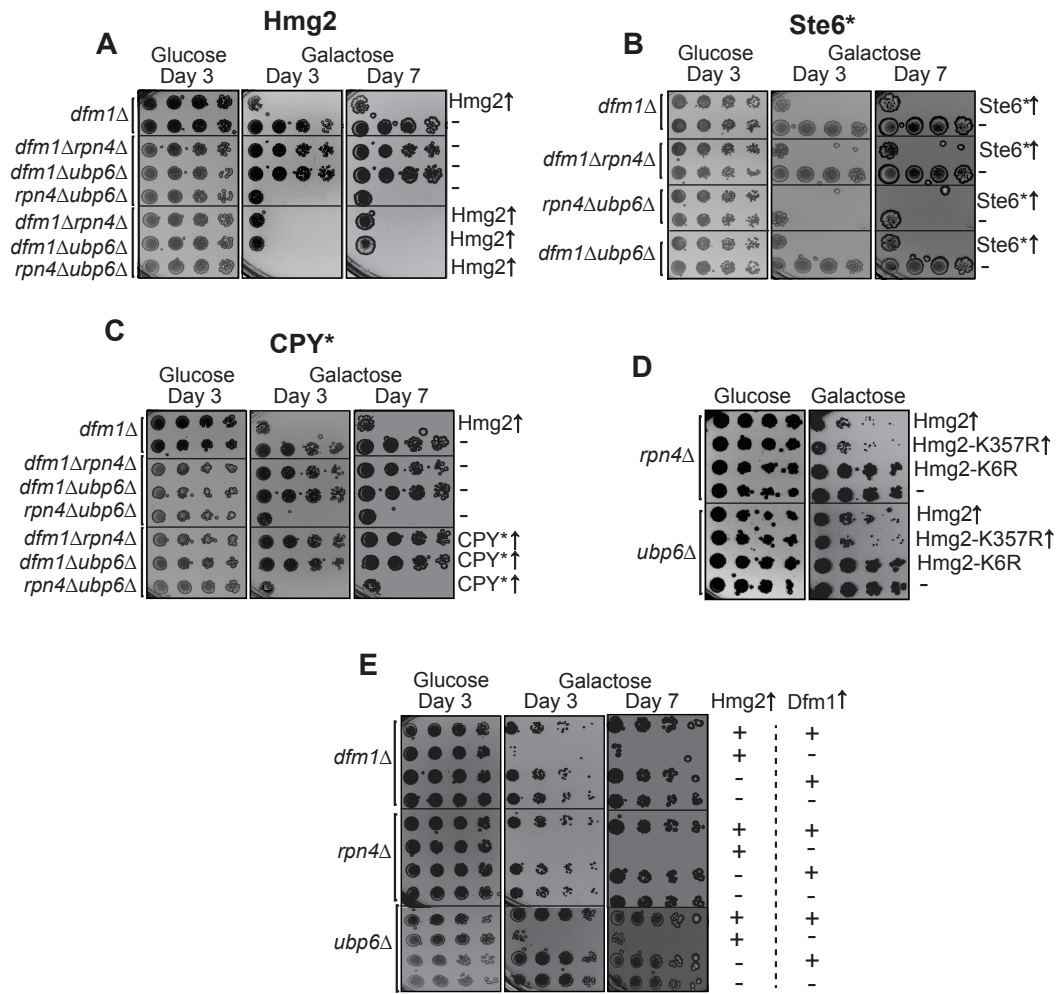 Hmg2
A
Glucose Galactose
Day 3 Day 3 Day 7
dfm1Δ
Hmg2↑
-
dfm1Δrpn4Δ -
dfm1Δubp6Δ -
rpn4Δubp6Δ -
dfm1Δrpn4Δ Hmg2↑
dfm1Δubp6Δ Hmg2↑
rpn4Δubp6Δ Hmg2↑
Ste6*
B
Glucose Galactose
Day 3 Day 3 Day 7
dfm1Δ
Ste6*↑
-
dfm1Δrpn4Δ
Ste6*↑
-
rpn4Δubp6Δ
Ste6*↑
-
dfm1Δubp6Δ
Ste6*↑
-
C
CPY*
Glucose Galactose
Day 3 Day 3 Day 7
dfm1Δ
Hmg2↑
-
dfm1Δrpn4Δ -
dfm1Δubp6Δ -
rpn4Δubp6Δ -
dfm1Δrpn4Δ CPY*↑
dfm1Δubp6Δ CPY*↑
rpn4Δubp6Δ CPY*↑
D
Glucose Galactose
rpn4Δ
Hmg2↑
Hmg2-K357R↑
Hmg2-K6R
-
ubp6Δ
Hmg2↑
Hmg2-K357R↑
Hmg2-K6R
-
E
Glucose Galactose
Day 3 Day 3 Day 7 Hmg2↑ Dfm1↑
dfm1Δ
+ +
+ -
- +
- -
rpn4Δ
+ +
+ -
- +
- -
ubp6Δ
+ +
+ -
- +
- -